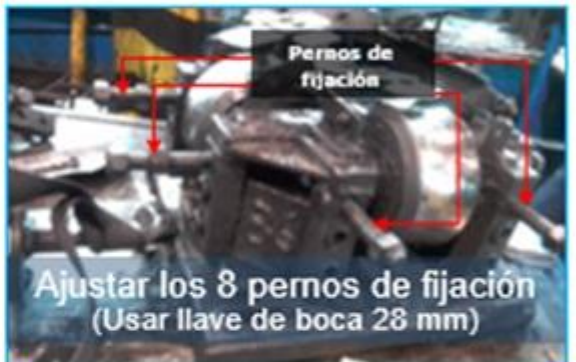 Pernos de
fijación
Ajustar los 8 pernos de fijación
(Usar llave de boca 28 mm)